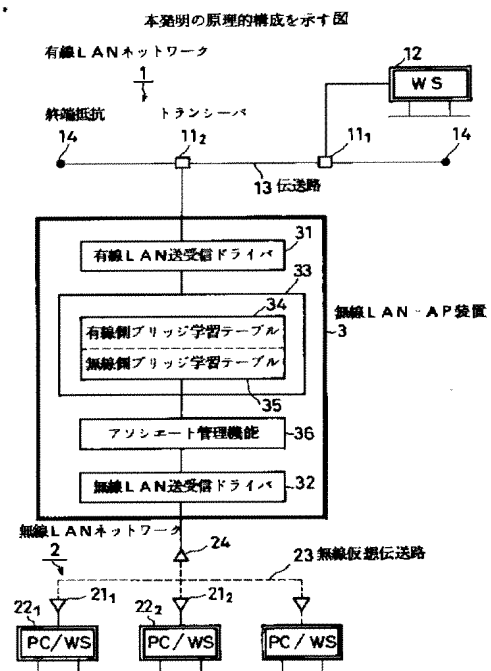 本発明の原理的構成を示す図
有線LANネットワーク
1
12
WS
終端抵抗
トランシーバ
14
11₂
11₁
14
13 伝送路
31
有線LAN送受信ドライバ
33
34
無線LAN-AP装置
有線側ブリッジ学習テーブル
3
無線側ブリッジ学習テーブル
35
アソシエート管理機能
36
無線LAN送受信ドライバ
32
無線LANネットワーク
24
2
23 無線仮想伝送路
21₁
21₂
22₁
22₂
PC/WS
PC/WS
PC/WS